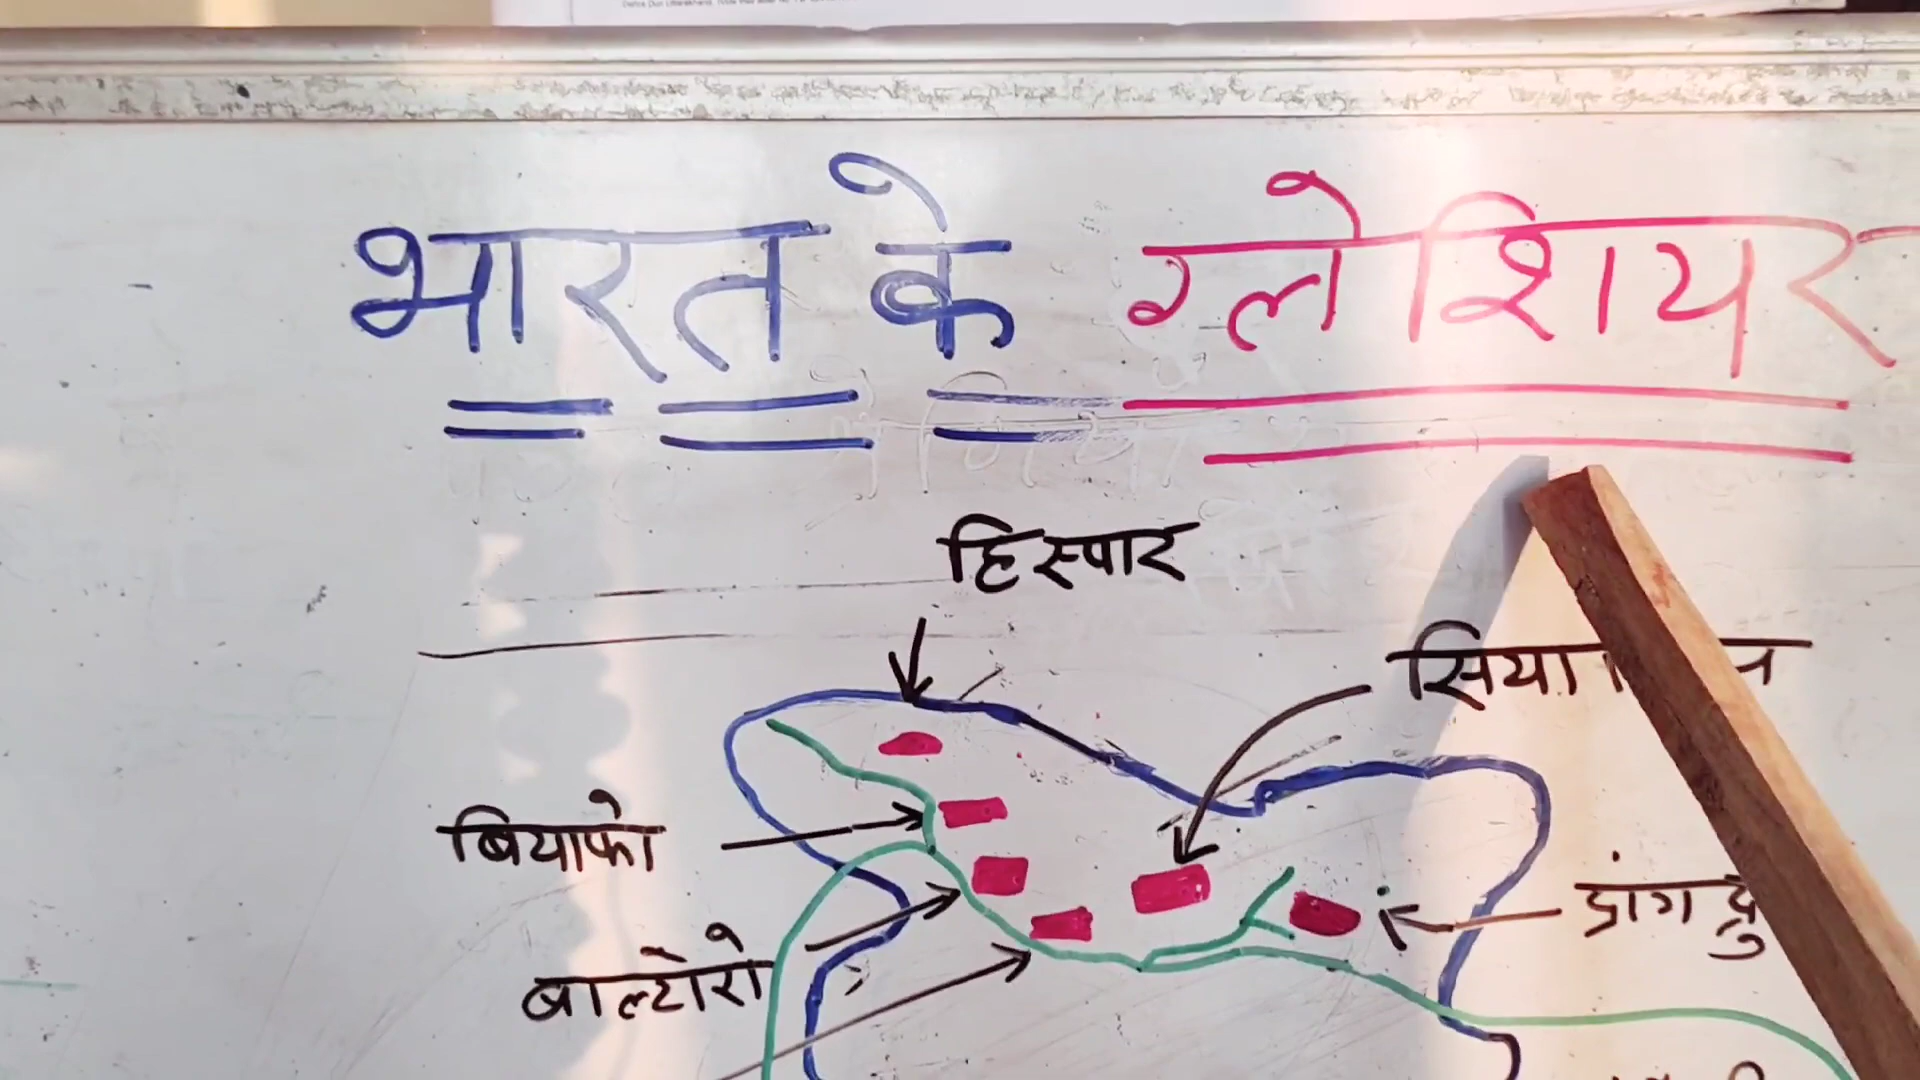 भारत के ग्लेशियर
हिस्पार
बियाफो
बाल्टोरो